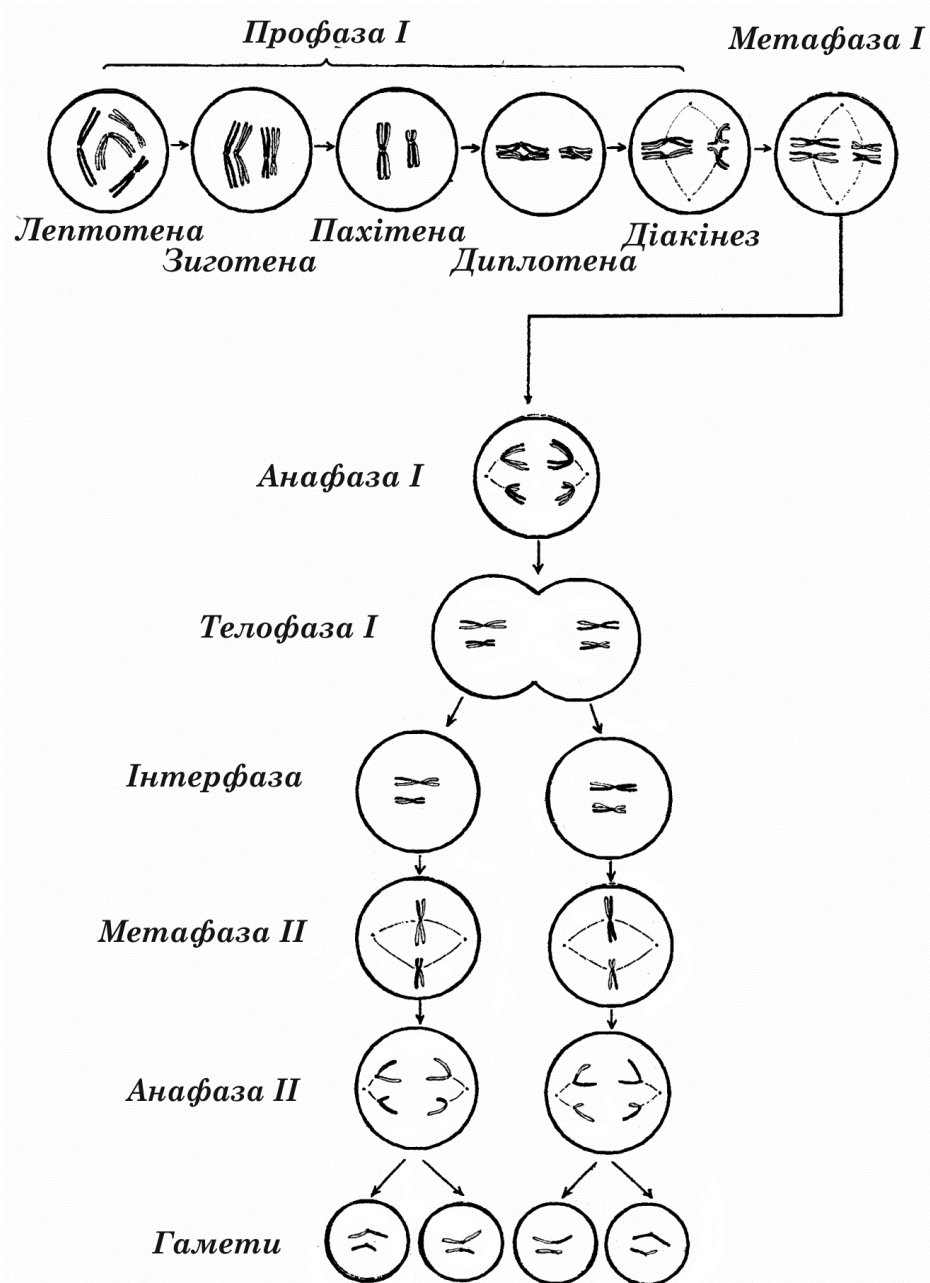 Профаза I
Метафаза I
Лептотена
Зиготена
Пахітена
Диплотена
Діакінез
Анафаза I
Телофаза I
Інтерфаза
Метафаза II
Анафаза II
Гамети